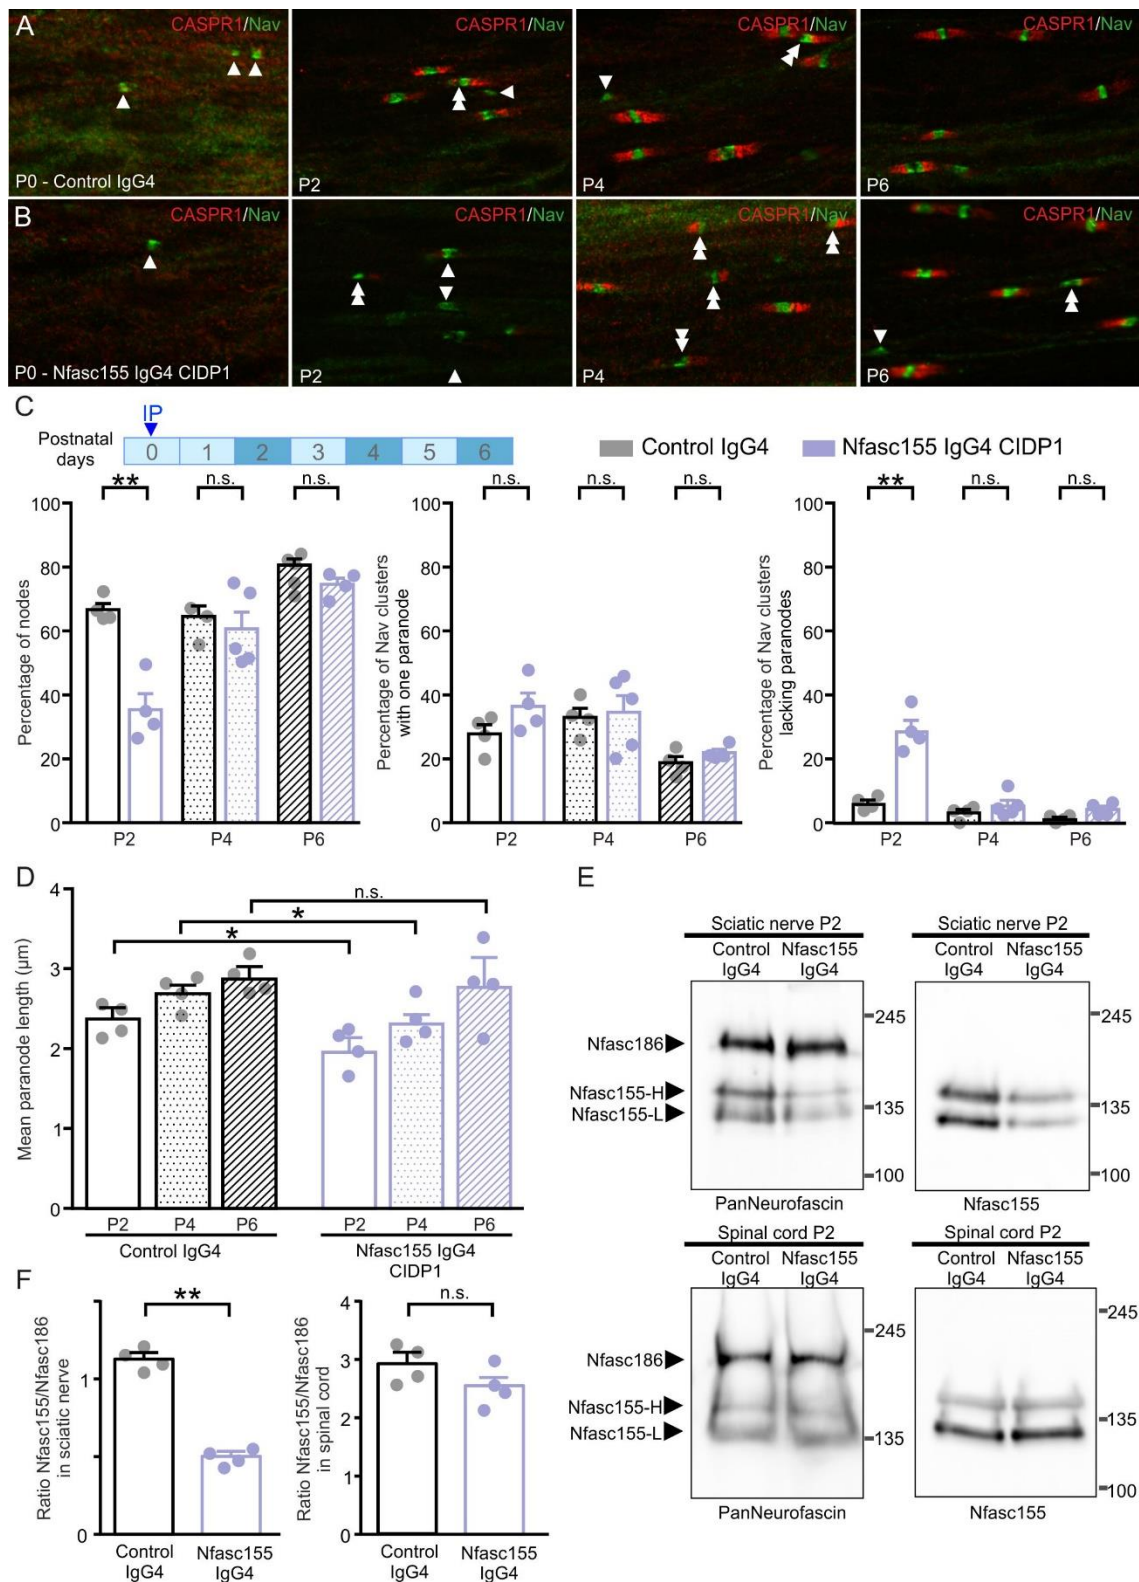 A
CASPR1/Nav
CASPR1/Nav
CASPR1/Nav
CASPR1/Nav
P0 - Control IgG4
P2
P4
P6
B
CASPR1/Nav
CASPR1/Nav
CASPR1/Nav
CASPR1/Nav
P0 - Nfasc155 IgG4 CIDP1
P2
P4
P6
C
IP
Postnatal
days
0 1 2 3 4 5 6
Control IgG4
Nfasc155 IgG4 CIDP1
Percentage of nodes
100
80
60
40
20
0
** n.s. n.s.
P2 P4 P6
Percentage of Nav clusters
with one paranode
100
80
60
40
20
0
n.s. n.s. n.s.
P2 P4 P6
Percentage of Nav clusters
lacking paranodes
100
80
60
40
20
0
** n.s. n.s.
P2 P4 P6
D
Mean paranode length (µm)
4
3
2
1
0
n.s.
*
*
P2 P4 P6 P2 P4 P6
Control IgG4
Nfasc155 IgG4
CIDP1
E
Sciatic nerve P2
Control Nfasc155
IgG4 IgG4
Nfasc186
Nfasc155-H
Nfasc155-L
245
135
100
PanNeurofascin
Sciatic nerve P2
Control Nfasc155
IgG4 IgG4
245
135
100
Nfasc155
Spinal cord P2
Control Nfasc155
IgG4 IgG4
Nfasc186
Nfasc155-H
Nfasc155-L
245
135
PanNeurofascin
Spinal cord P2
Control Nfasc155
IgG4 IgG4
245
135
100
Nfasc155
F
Ratio Nfasc155/Nfasc186
in sciatic nerve
1
0
**
Control Nfasc155
IgG4 IgG4
Ratio Nfasc155/Nfasc186
in spinal cord
4
3
2
1
0
n.s.
Control Nfasc155
IgG4 IgG4